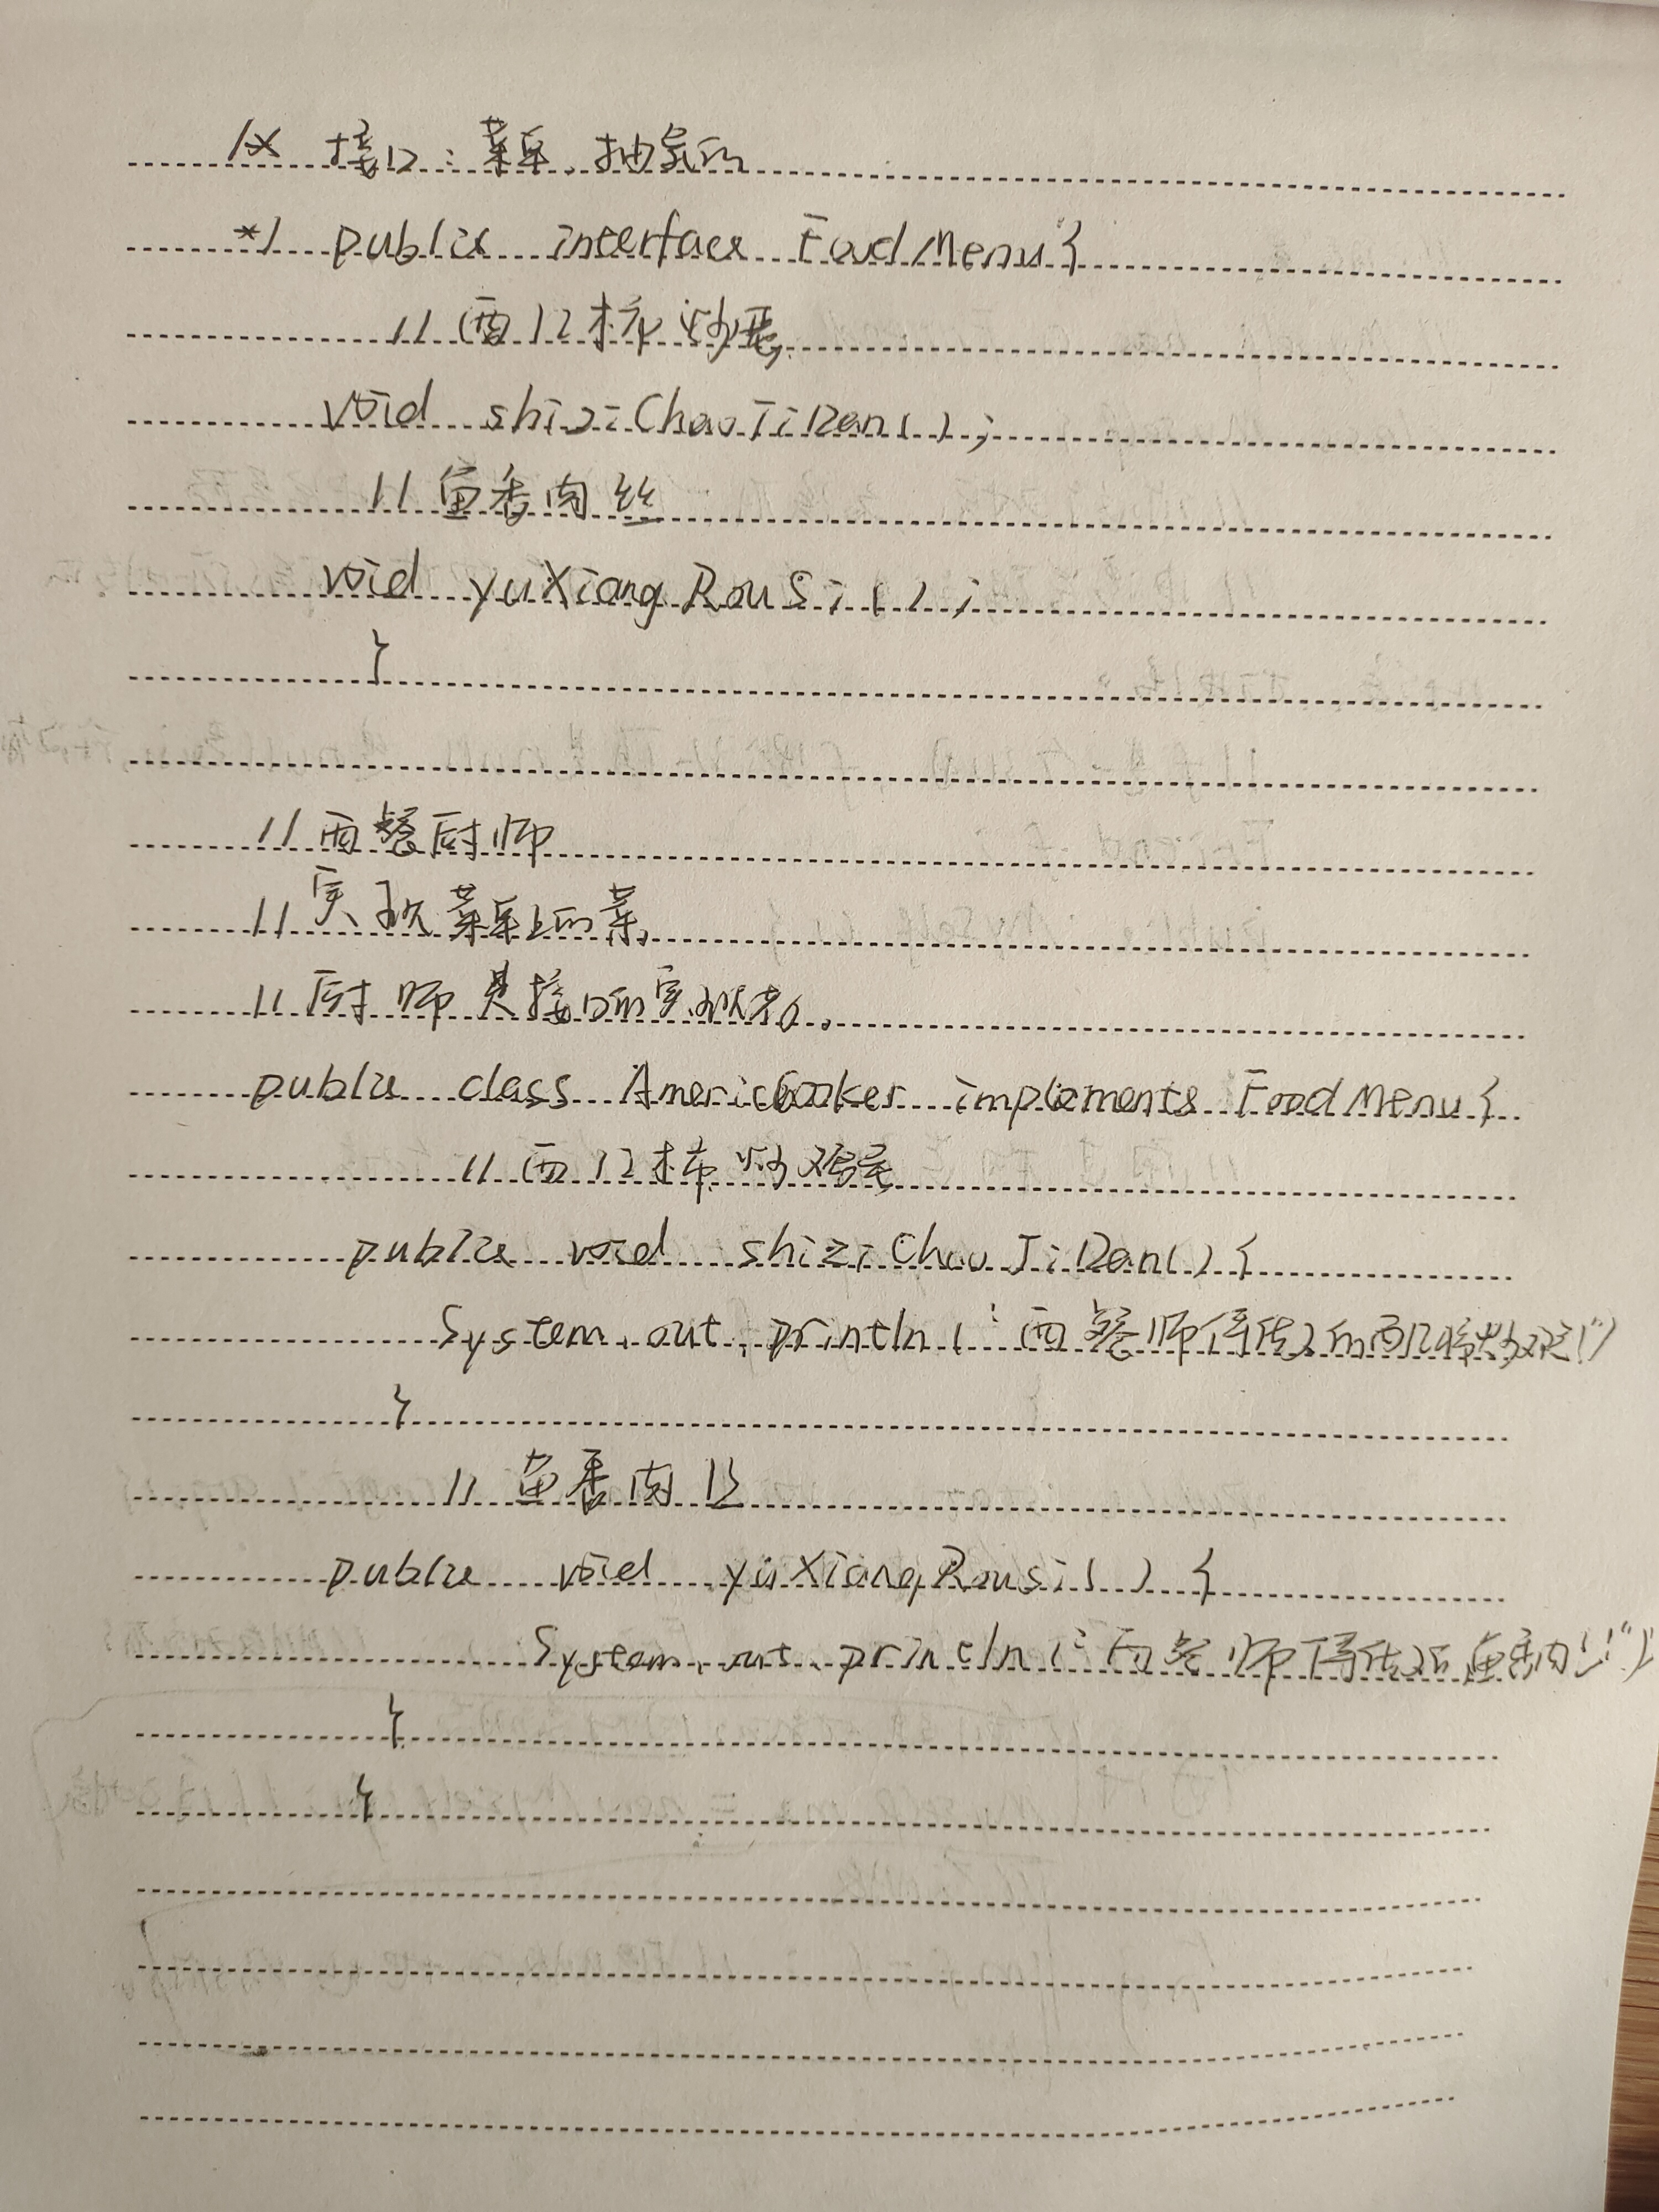 /* 接口:菜单,抽象的
*/ public interface FoodMenu{
// 西红柿炒蛋
void shiziChaoJiDan();
// 鱼香肉丝
void yuXiangRouSi();
}
// 西餐厨师
// 实现菜单上的菜
// 厨师是接口的实现者。
public class AmericCooker implements FoodMenu{
// 西红柿炒鸡蛋
public void shiziChaoJiDan(){
System.out.println("西餐师傅做的西红柿炒鸡蛋!")
}
// 鱼香肉丝
public void yuXiangRousi(){
System.out.println("西餐师傅做的鱼香肉丝!");
}
}